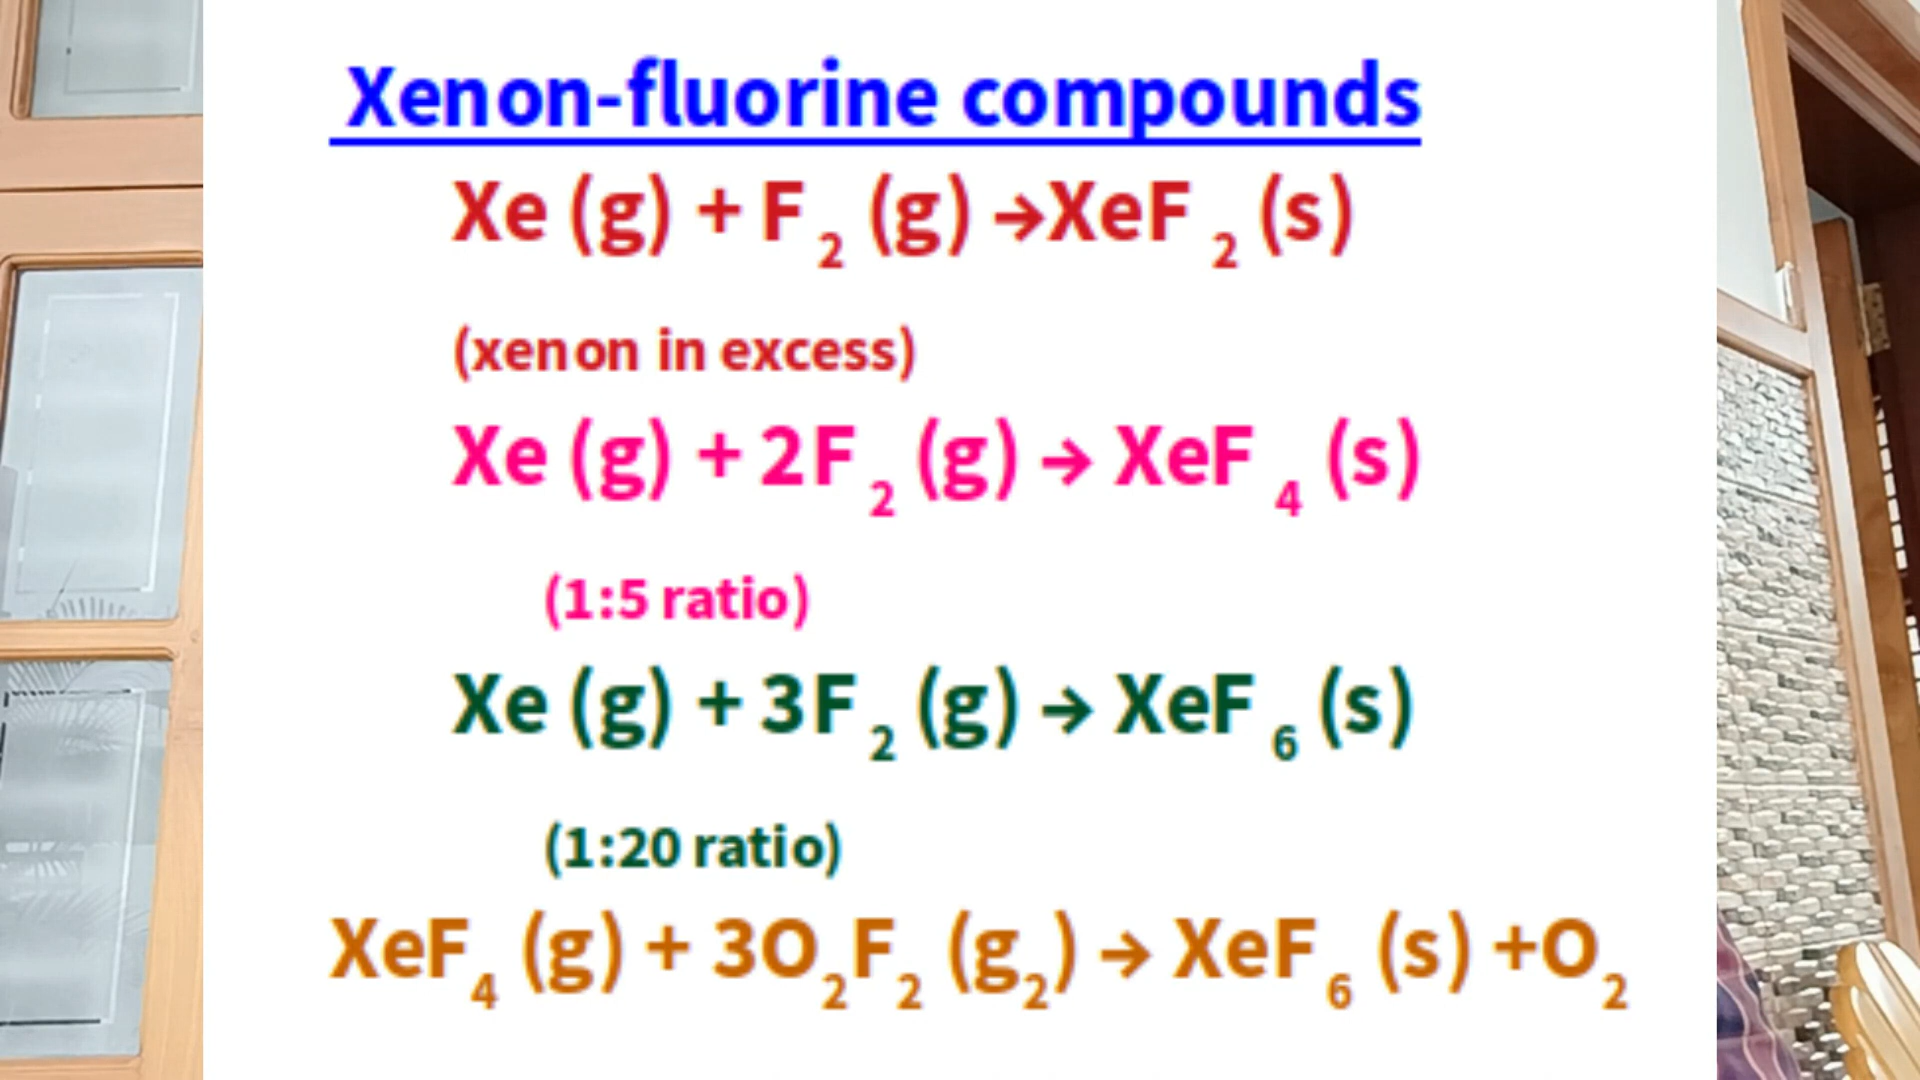 Xenon-fluorine compounds
Xe (g) + F₂ (g) →XeF₂ (s)
(xenon in excess)
Xe (g) + 2F₂ (g) → XeF₄ (s)
(1:5 ratio)
Xe (g) + 3F₂ (g) → XeF₆ (s)
(1:20 ratio)
XeF₄ (g) + 3O₂F₂ (g₂) → XeF₆ (s) +O₂